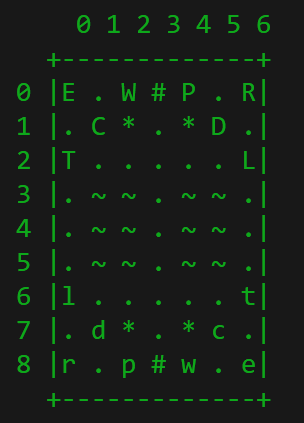 0 1 2 3 4 5 6
+-------------+
0 |E . W # P . R|
1 |. C * . * D .|
2 |T . . . . . L|
3 |. ~ ~ . ~ ~ .|
4 |. ~ ~ . ~ ~ .|
5 |. ~ ~ . ~ ~ .|
6 |l . . . . . t|
7 |. d * . * c .|
8 |r . p # w . e|
+-------------+